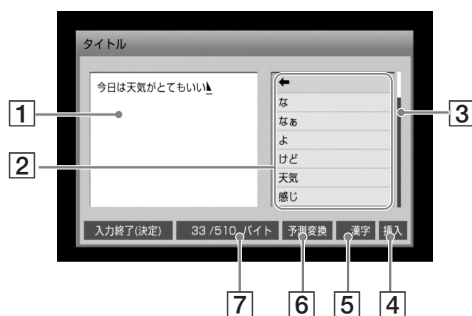 タイトル
今日は天気がとてもいい
←
な
なぁ
よ
けど
天気
感じ
入力終了(決定)
33 /510 バイト
予測変換
漢字
挿入
1
2
3
7
6
5
4